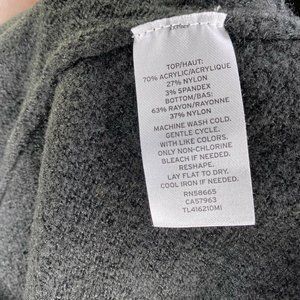 TOP/HAUT:
70% ACRYLIC/ACRYLIQUE
27% NYLON
3% SPANDEX
BOTTOM/BAS:
63% RAYON/RAYONNE
37% NYLON
MACHINE WASH COLD.
GENTLE CYCLE.
WITH LIKE COLORS.
ONLY NON-CHLORINE
BLEACH IF NEEDED.
RESHAPE.
LAY FLAT TO DRY.
COOL IRON IF NEEDED.
RN58665
CA57963
TL416210MI